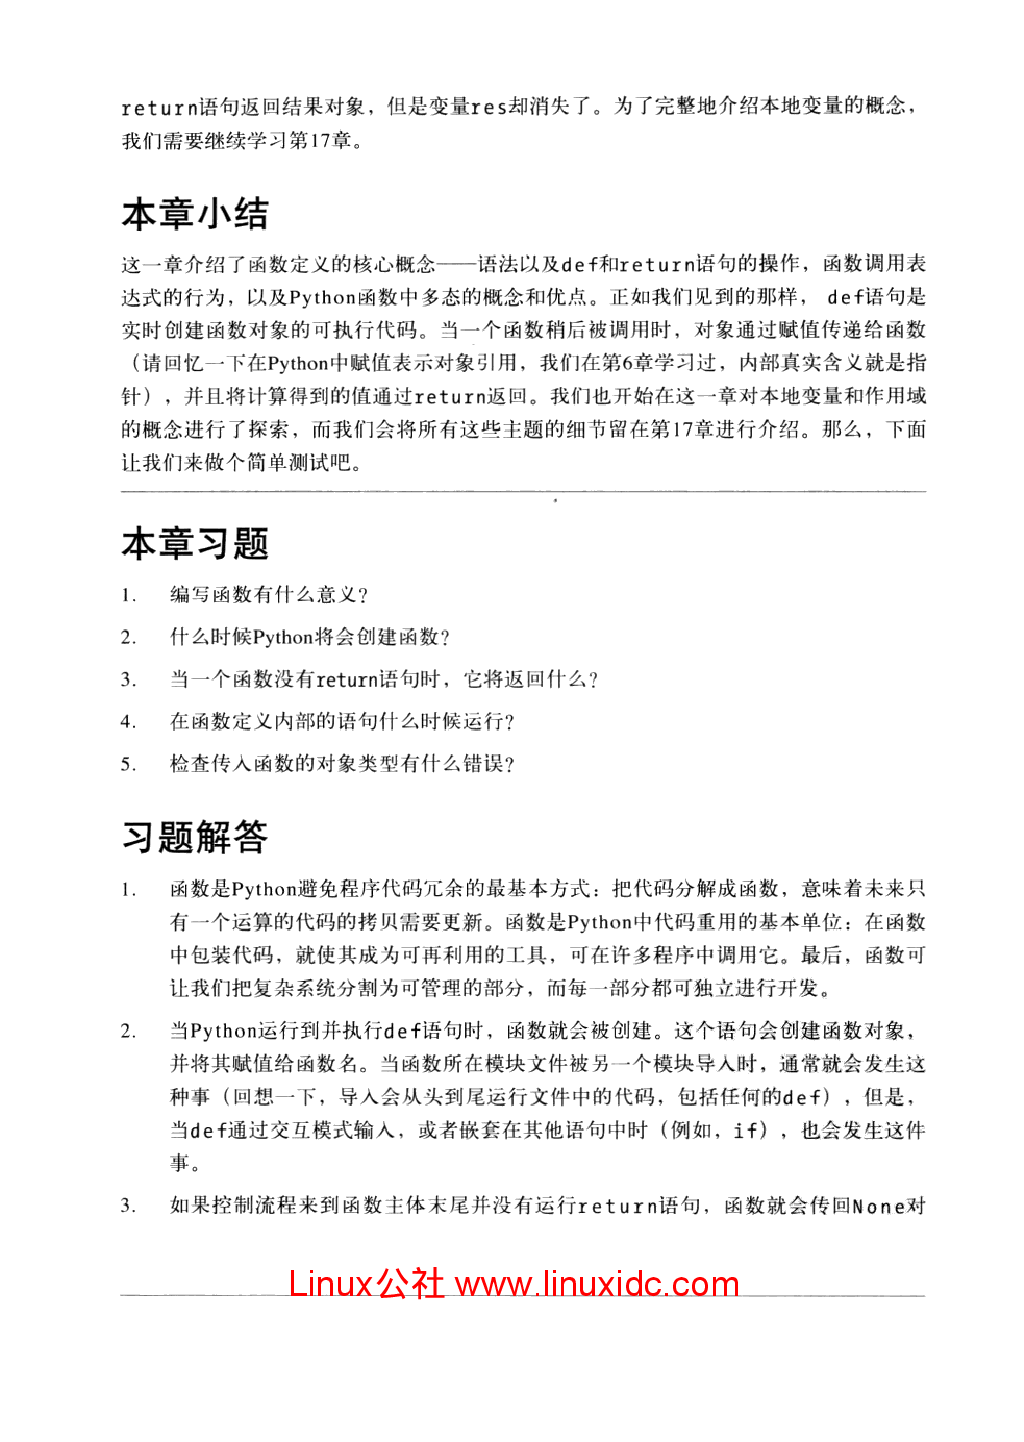 return语句返回结果对象，但是变量res却消失了。为了完整地介绍本地变量的概念，
我们需要继续学习第17章。
本章小结
这一章介绍了函数定义的核心概念——语法以及def和return语句的操作，函数调用表
达式的行为，以及Python函数中多态的概念和优点。正如我们见到的那样， def语句是
实时创建函数对象的可执行代码。当一个函数稍后被调用时，对象通过赋值传递给函数
（请回忆一下在Python中赋值表示对象引用，我们在第6章学习过，内部真实含义就是指
针），并且将计算得到的值通过return返回。我们也开始在这一章对本地变量和作用域
的概念进行了探索，而我们会将所有这些主题的细节留在第17章进行介绍。那么，下面
让我们来做个简单测试吧。
本章习题
1. 编写函数有什么意义？
2. 什么时候Python将会创建函数？
3. 当一个函数没有return语句时，它将返回什么？
4. 在函数定义内部的语句什么时候运行？
5. 检查传入函数的对象类型有什么错误？
习题解答
1. 函数是Python避免程序代码冗余的最基本方式：把代码分解成函数，意味着未来只
有一个运算的代码的拷贝需要更新。函数是Python中代码重用的基本单位：在函数
中包装代码，就使其成为可再利用的工具，可在许多程序中调用它。最后，函数可
让我们把复杂系统分割为可管理的部分，而每一部分都可独立进行开发。
2. 当Python运行到并执行def语句时，函数就会被创建。这个语句会创建函数对象，
并将其赋值给函数名。当函数所在模块文件被另一个模块导入时，通常就会发生这
种事（回想一下，导入会从头到尾运行文件中的代码，包括任何的def），但是，
当def通过交互模式输入，或者嵌套在其他语句中时（例如，if），也会发生这件
事。
3. 如果控制流程来到函数主体末尾并没有运行return语句，函数就会传回None对
Linux公社 www.linuxidc.com